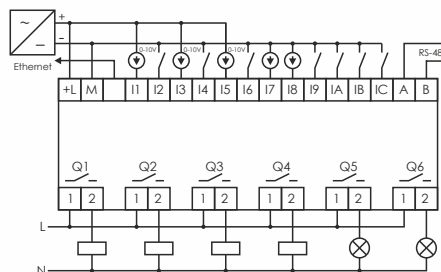 +
~
–
–
0-10V 0-10V 0-10V
Ethernet RS-48
+L M I1 I2 I3 I4 I5 I6 I7 I8 I9 IA IB IC A B
Q1 Q2 Q3 Q4 Q5 Q6
1 2 1 2 1 2 1 2 1 2 1 2
L
N